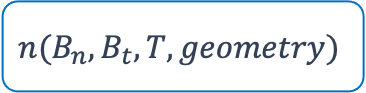 n(Bₙ, Bₜ, T, geometry)